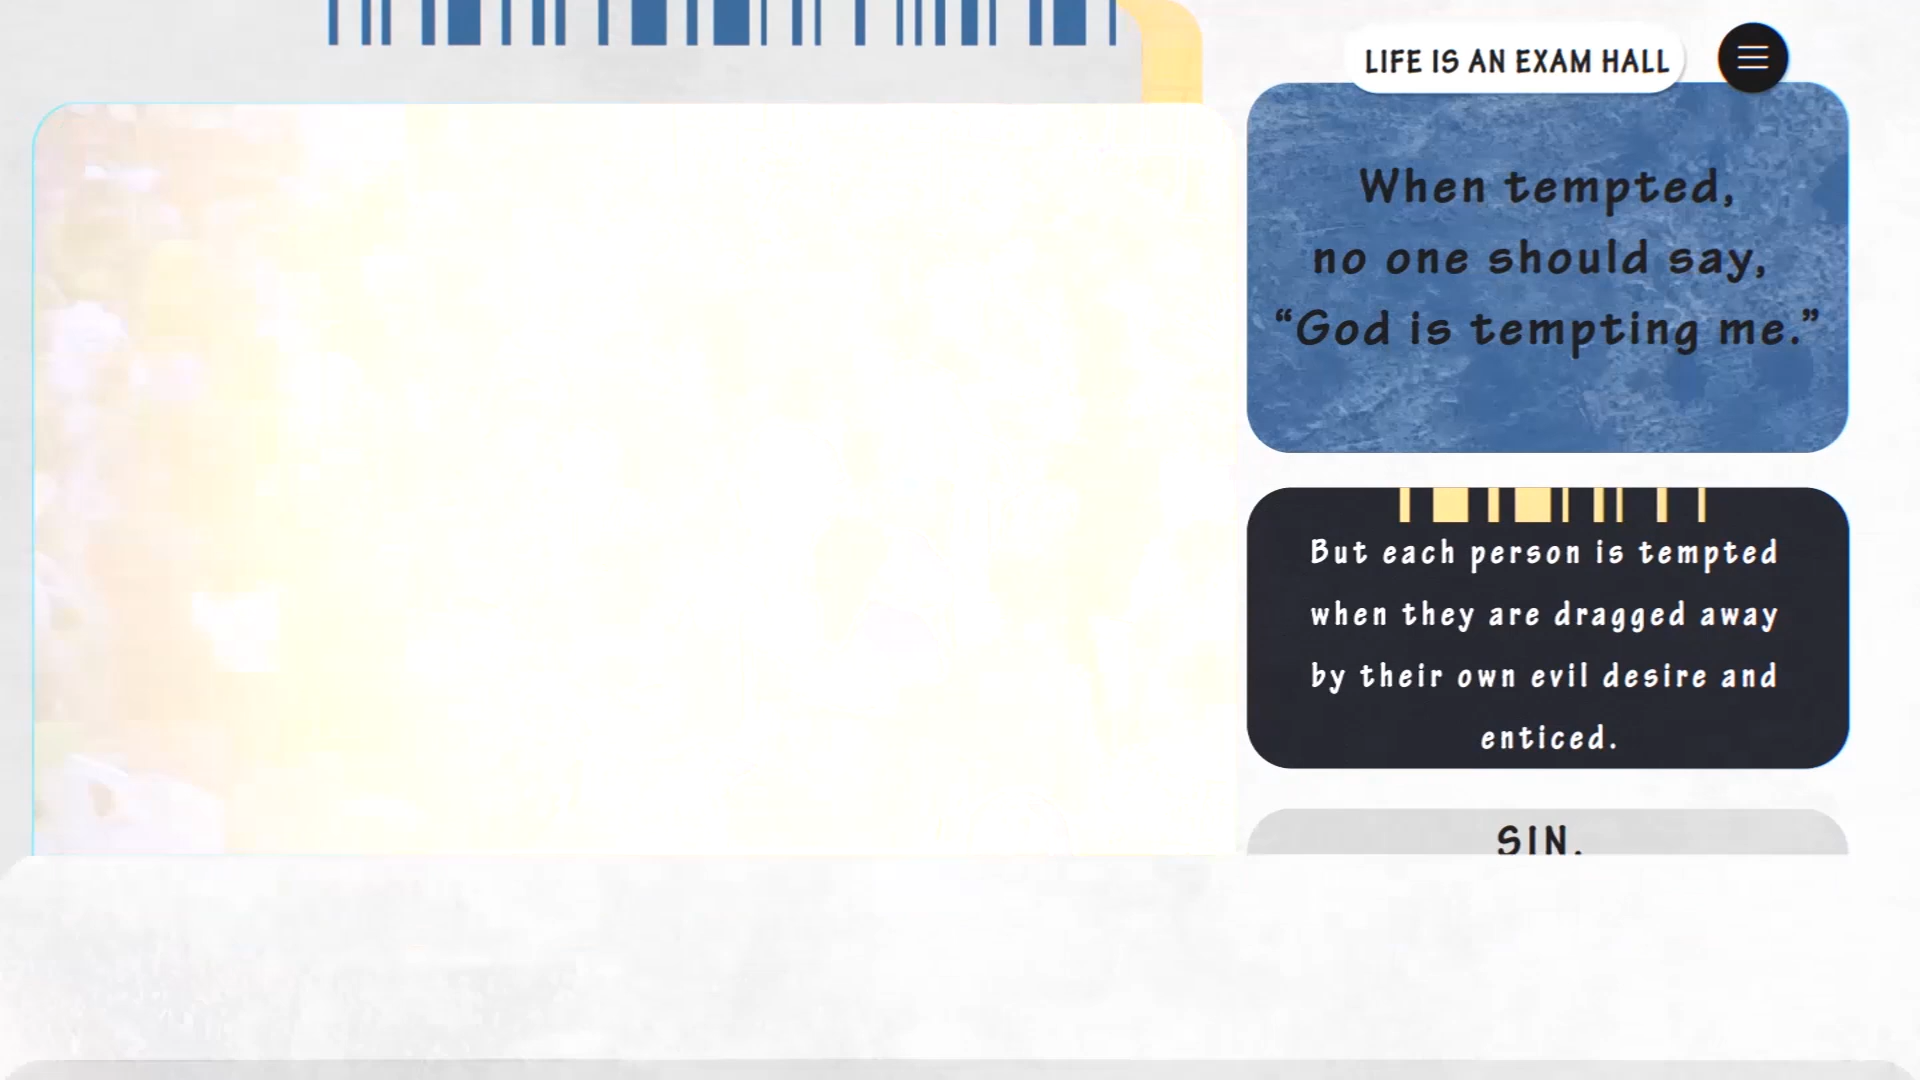 LIFE IS AN EXAM HALL
When tempted,
no one should say,
“God is tempting me.”
But each person is tempted
when they are dragged away
by their own evil desire and
enticed.
SIN.